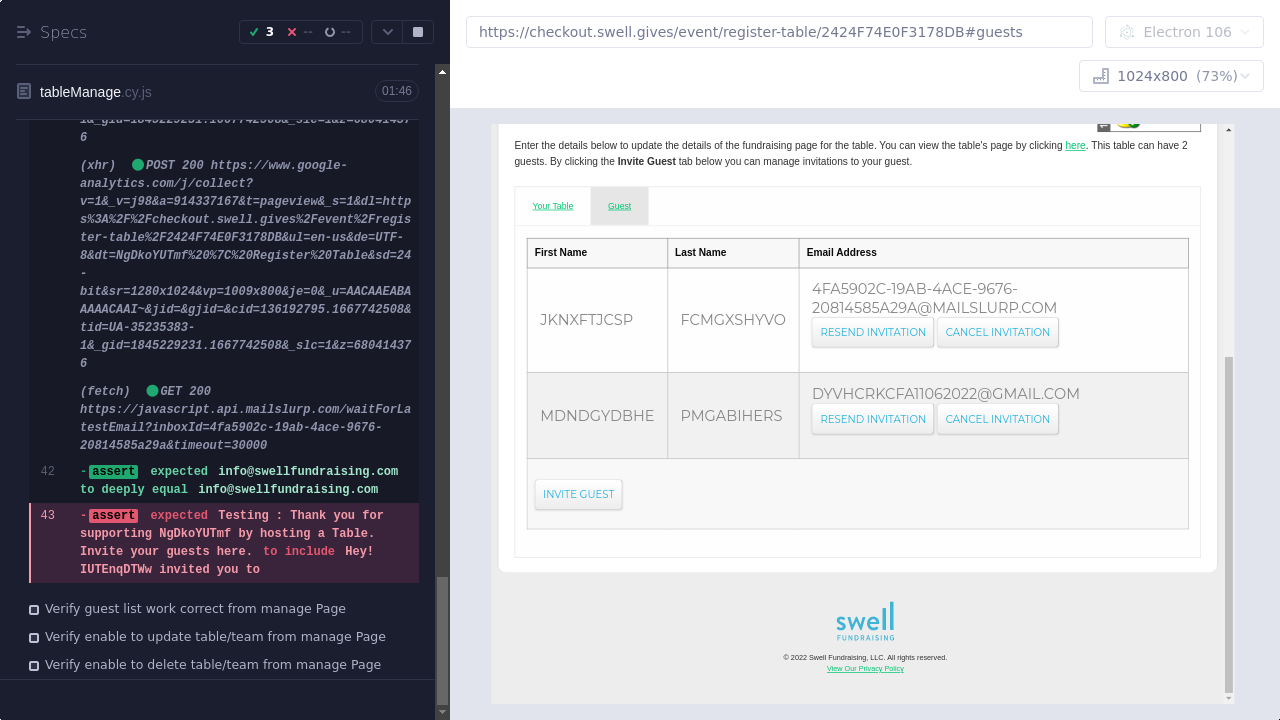 Specs
3
--
--
tableManage.cy.js
01:46
1&_gid=1845229231.1667742508&_slc=1&z=68041437
6
(xhr) POST 200 https://www.google-
analytics.com/j/collect?
v=1&_v=j98&a=914337167&t=pageview&_s=1&dl=http
s%3A%2F%2Fcheckout.swell.gives%2Fevent%2Fregis
ter-table%2F2424F74E0F3178DB&ul=en-us&de=UTF-
8&dt=NgDkoYUTmf%20%7C%20Register%20Table&sd=24
-
bit&sr=1280x1024&vp=1009x800&je=0&_u=AACAAEABA
AAAACAAI~&jid=&gjid=&cid=136192795.1667742508&
tid=UA-35235383-
1&_gid=1845229231.1667742508&_slc=1&z=68041437
6
(fetch) GET 200
https://javascript.api.mailslurp.com/waitForLa
testEmail?inboxId=4fa5902c-19ab-4ace-9676-
20814585a29a&timeout=30000
42 -assert expected info@swellfundraising.com
to deeply equal info@swellfundraising.com
43 -assert expected Testing : Thank you for
supporting NgDkoYUTmf by hosting a Table.
Invite your guests here. to include Hey!
IUTEnqDTWw invited you to
Verify guest list work correct from manage Page
Verify enable to update table/team from manage Page
Verify enable to delete table/team from manage Page
https://checkout.swell.gives/event/register-table/2424F74E0F3178DB#guests
Electron 106
1024x800 (73%)
Enter the details below to update the details of the fundraising page for the table. You can view the table's page by clicking here. This table can have 2
guests. By clicking the Invite Guest tab below you can manage invitations to your guest.
Your Table Guest
First Name Last Name Email Address
JKNXFTJCSP FCMGXSHYVO 4FA5902C-19AB-4ACE-9676-
20814585A29A@MAILSLURP.COM
RESEND INVITATION CANCEL INVITATION
MDNDGYDBHE PMGABIHERS DYVHCRKCFA11062022@GMAIL.COM
RESEND INVITATION CANCEL INVITATION
INVITE GUEST
swell
FUNDRAISING
© 2022 Swell Fundraising, LLC. All rights reserved.
View Our Privacy Policy